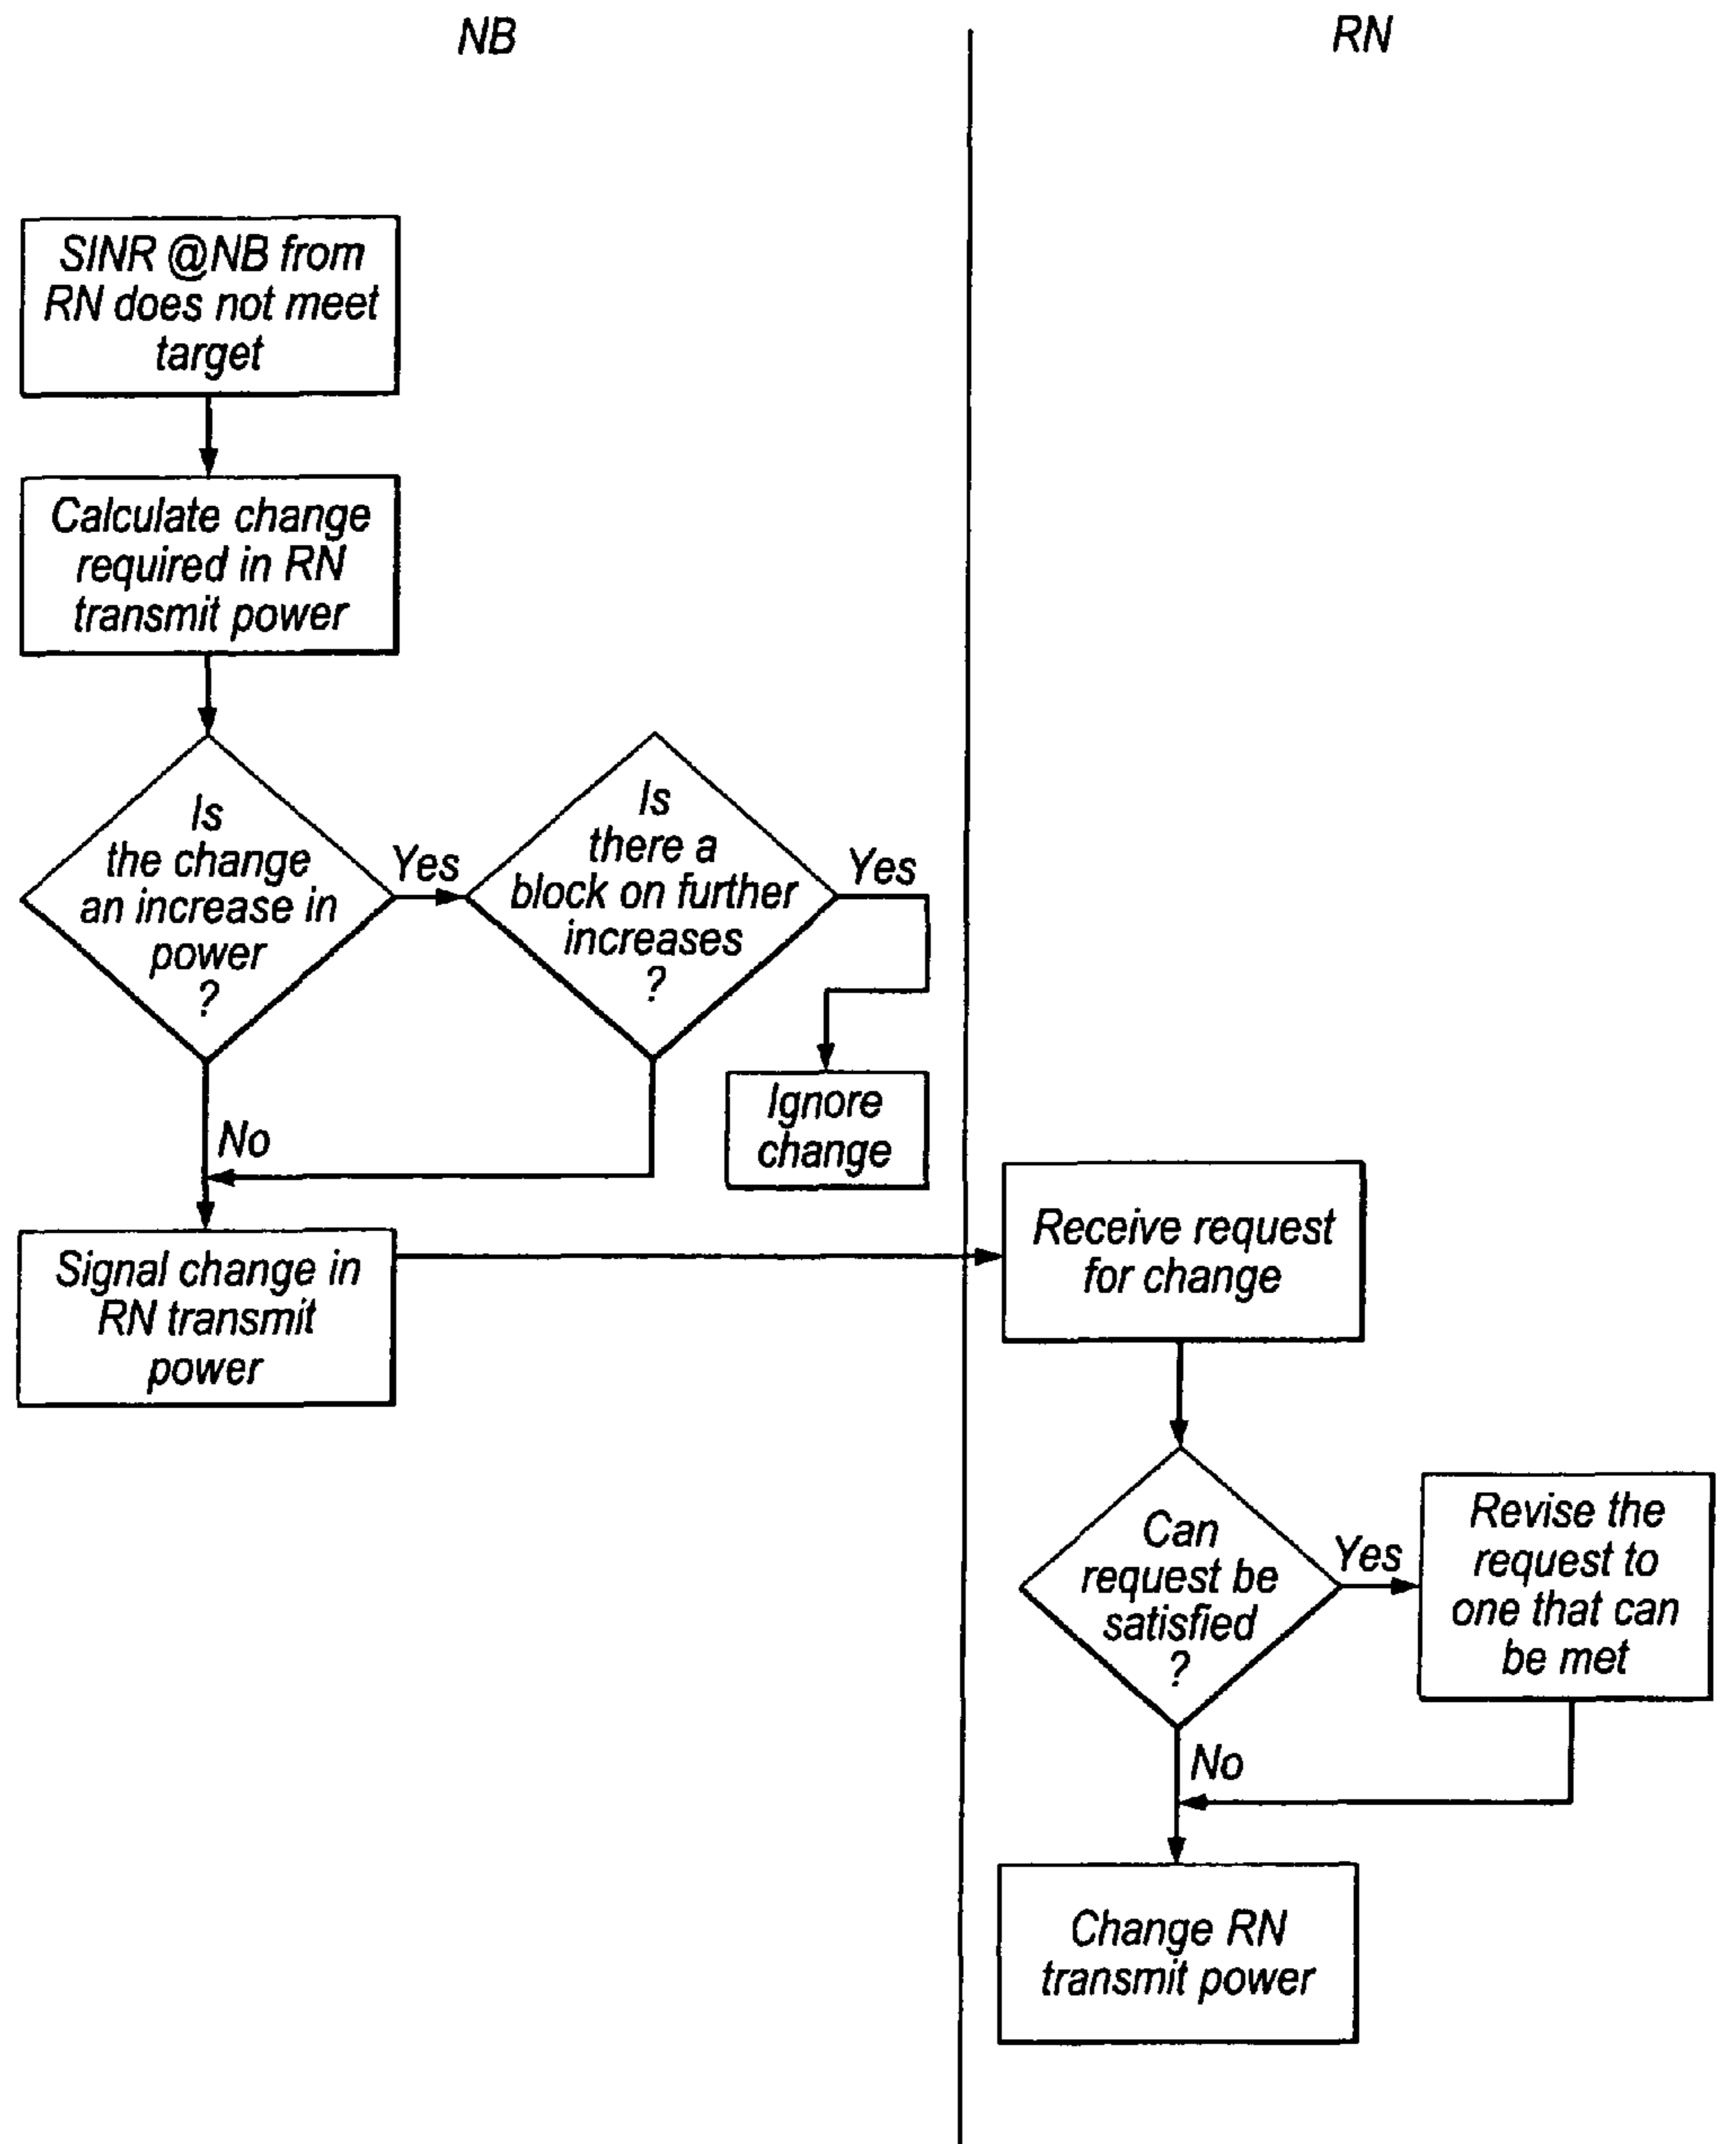 NB
RN
SINR @NB from
RN does not meet
target
Calculate change
required in RN
transmit power
Is
the change
an increase in
power
?
Yes
Is
there a
block on further
increases
?
Yes
Ignore
change
No
Signal change in
RN transmit
power
Receive request
for change
Can
request be
satisfied
?
Yes
Revise the
request to
one that can
be met
No
Change RN
transmit power